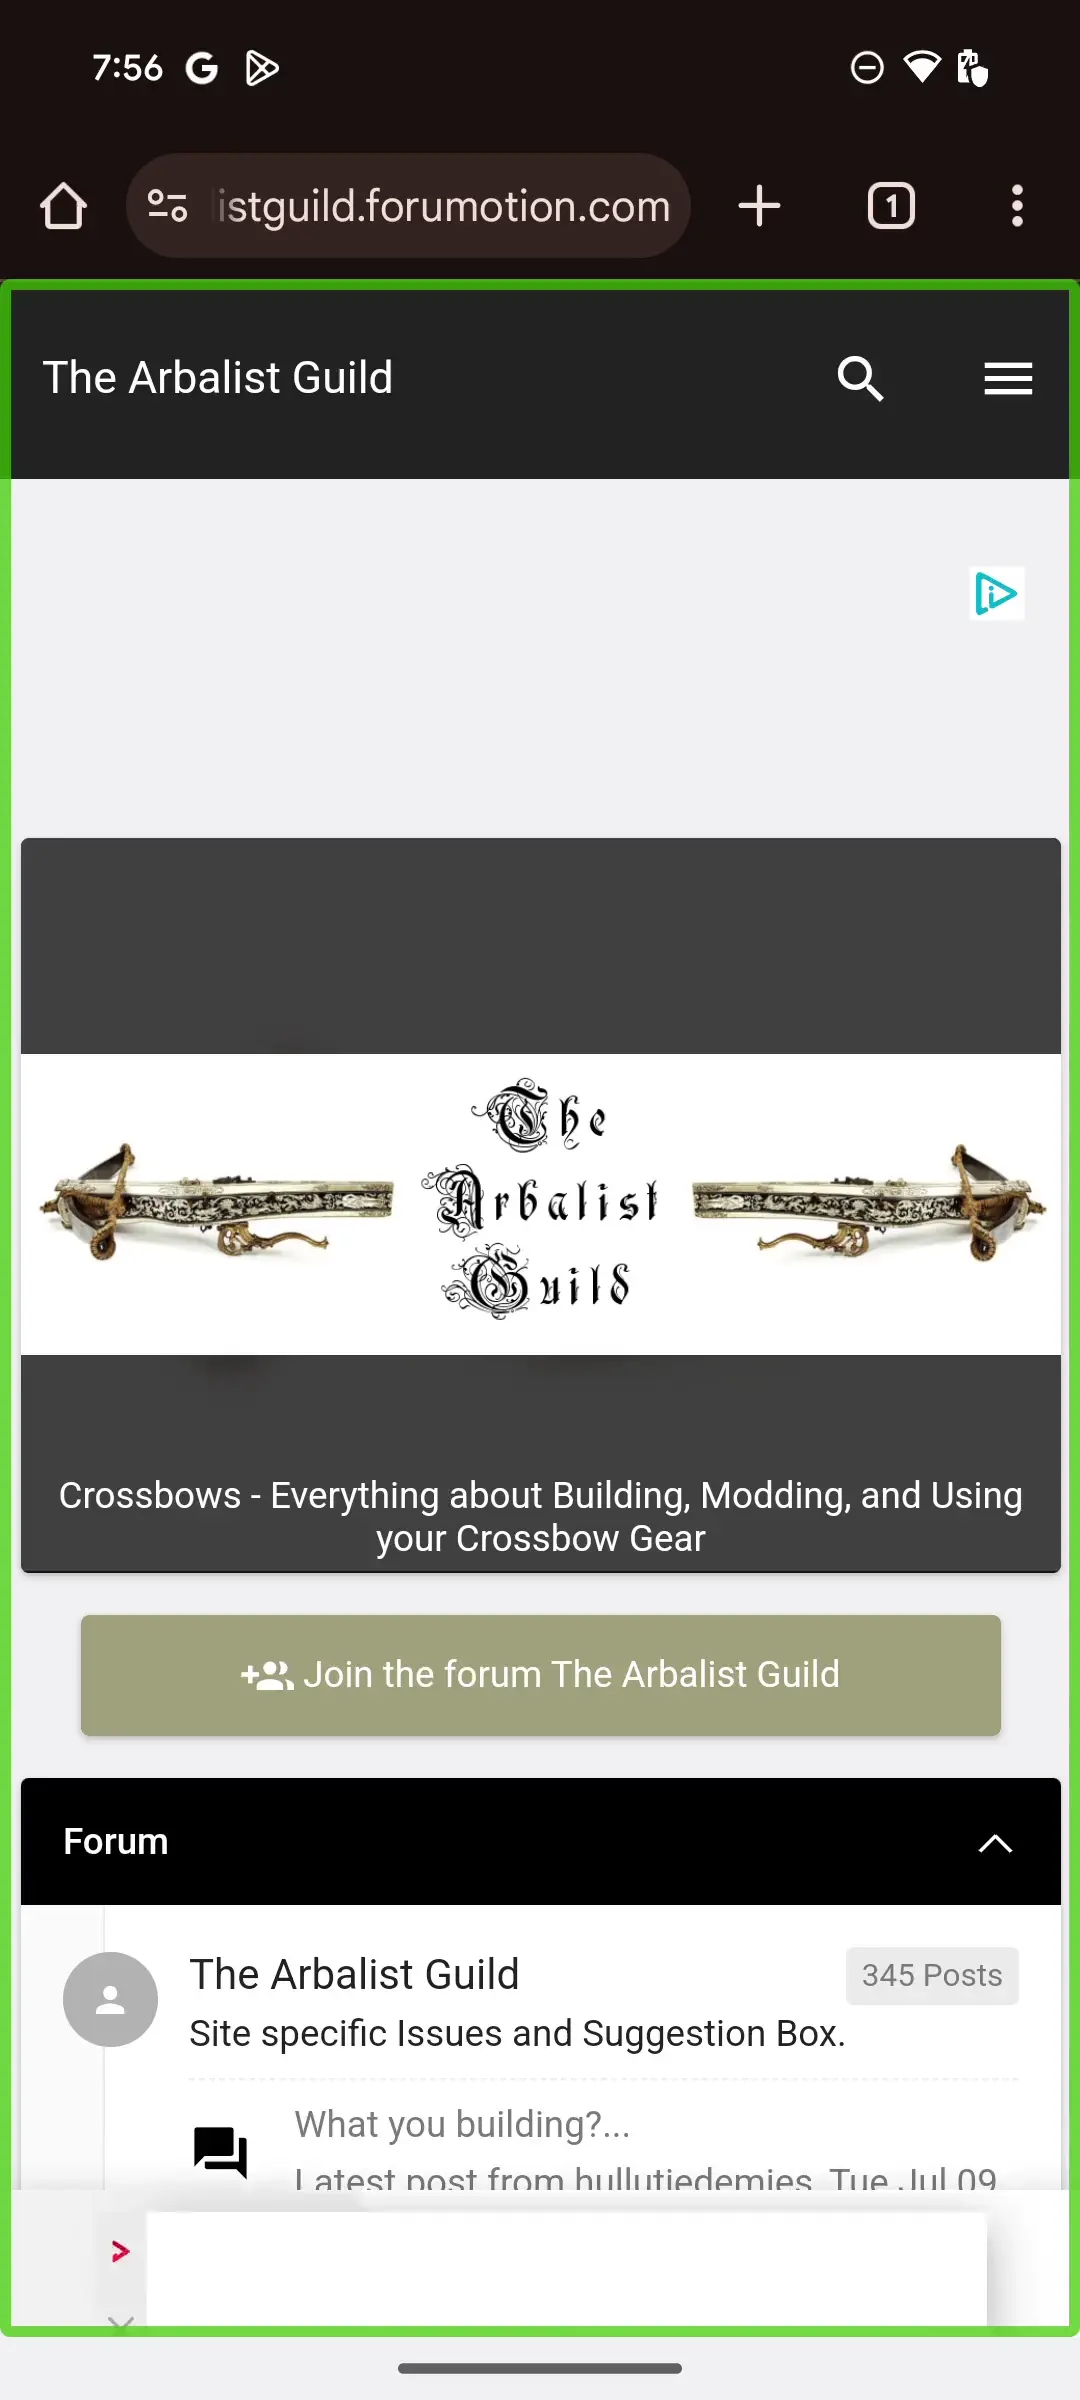 7:56
istguild.forumotion.com
1
The Arbalist Guild
The
Arbalist
Guild
Crossbows - Everything about Building, Modding, and Using
your Crossbow Gear
Join the forum The Arbalist Guild
Forum
The Arbalist Guild
345 Posts
Site specific Issues and Suggestion Box.
What you building?...
Latest post from hullutiedemies, Tue Jul 09